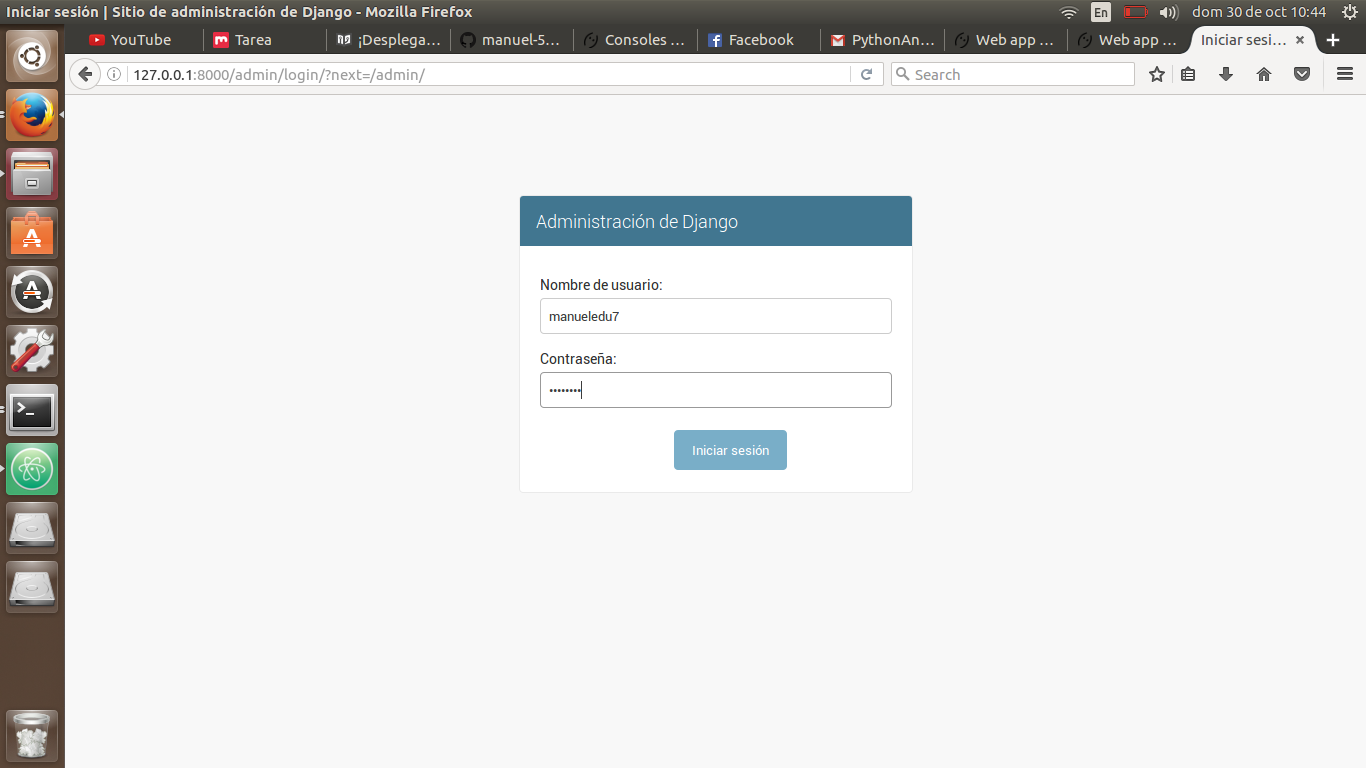 Iniciar sesión | Sitio de administración de Django - Mozilla Firefox
En
dom 30 de oct 10:44
YouTube
Tarea
¡Desplega...
manuel-5...
Consoles ...
Facebook
PythonAn...
Web app ...
Web app ...
Iniciar sesi...
127.0.0.1:8000/admin/login/?next=/admin/
Search
Administración de Django
Nombre de usuario:
manueledu7
Contraseña:
••••••••
Iniciar sesión